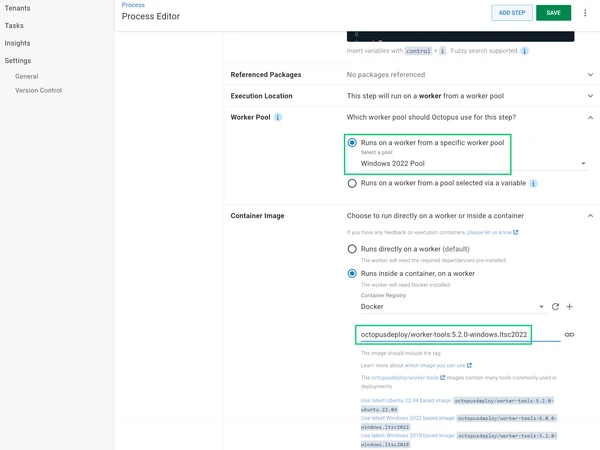 Tenants
Tasks
Insights
Settings
General
Version Control
Process
Process Editor
ADD STEP
SAVE
8
Insert variables with control + i. Fuzzy search supported.
Referenced Packages
No packages referenced
Execution Location
This step will run on a worker from a worker pool
Worker Pool
Which worker pool should Octopus use for this step?
Runs on a worker from a specific worker pool
Select a pool
Windows 2022 Pool
Runs on a worker from a pool selected via a variable
Container Image
Choose to run directly on a worker or inside a container
If you have any feedback on execution containers, please let us know
Runs directly on a worker (default)
The worker will need the required dependencies pre-installed.
Runs inside a container, on a worker
The worker will need Docker installed.
Container Registry
Docker
octopusdeploy/worker-tools:5.2.0-windows.ltsc2022
The image should include the tag.
Learn more about which image you can use
The octopusdeploy/worker-tools images contain many tools commonly used in
deployments
Use latest Ubuntu 22.04 based image: octopusdeploy/worker-tools:5.2.0-
ubuntu.22.04
Use latest Windows 2022 based image: octopusdeploy/worker-tools:6.0.0-
windows.ltsc2022
Use latest Windows 2019 based image: octopusdeploy/worker-tools:5.2.0-
windows.ltsc2019